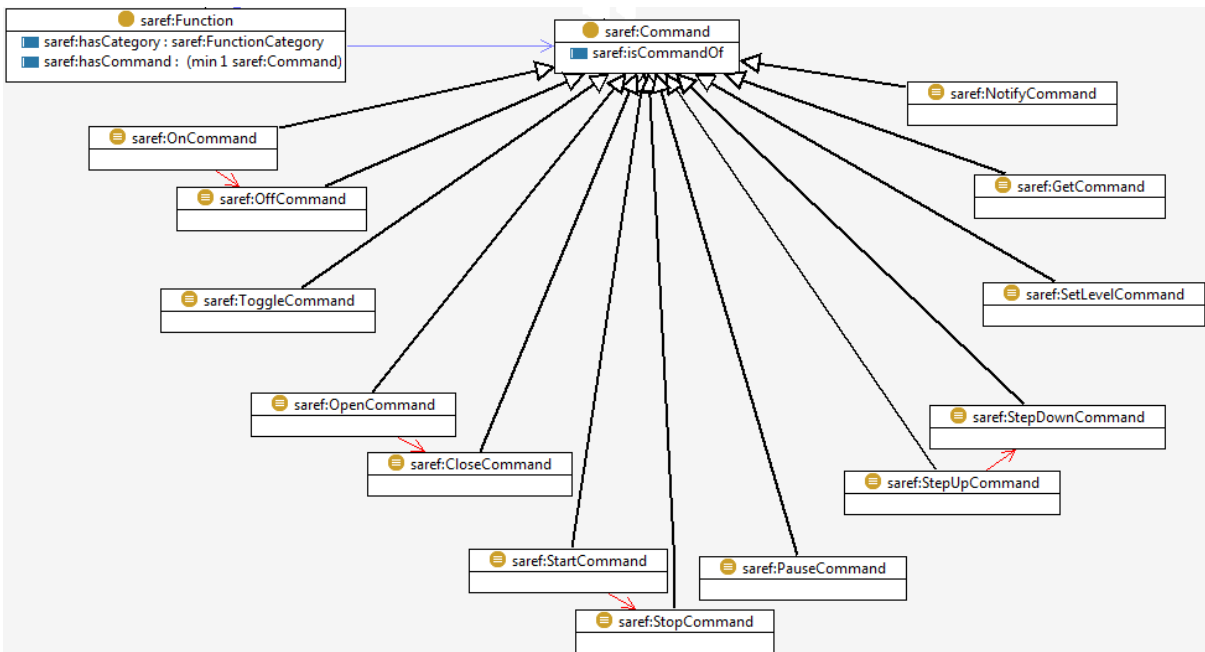 saref:Function
saref:hasCategory : saref:FunctionCategory
saref:hasCommand : (min 1 saref:Command)
saref:Command
saref:isCommandOf
saref:NotifyCommand
saref:OnCommand
saref:GetCommand
saref:OffCommand
saref:SetLevelCommand
saref:ToggleCommand
saref:OpenCommand
saref:StepDownCommand
saref:CloseCommand
saref:StepUpCommand
saref:StartCommand
saref:PauseCommand
saref:StopCommand